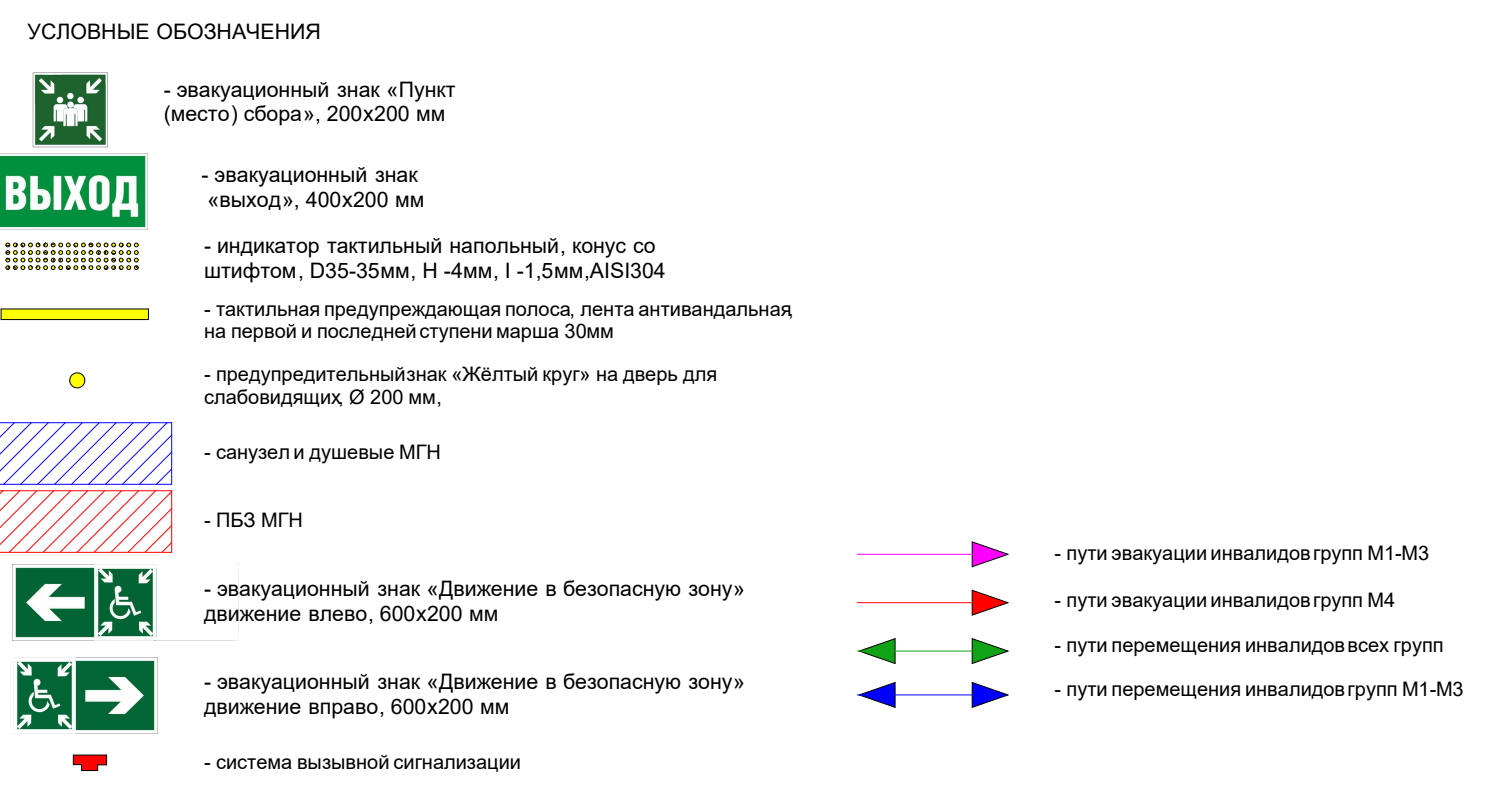 УСЛОВНЫЕ ОБОЗНАЧЕНИЯ
- эвакуационный знак «Пункт
(место) сбора», 200х200 мм
ВЫХОД
- эвакуационный знак
«выход», 400х200 мм
- индикатор тактильный напольный, конус со
штифтом, D35-35мм, H -4мм, I -1,5мм,AISI304
- тактильная предупреждающая полоса, лента антивандальная,
на первой и последней ступени марша 30мм
- предупредительный знак «Жёлтый круг» на дверь для
слабовидящих, Ø 200 мм,
- санузел и душевые МГН
- ПБЗ МГН
- эвакуационный знак «Движение в безопасную зону»
движение влево, 600х200 мм
- эвакуационный знак «Движение в безопасную зону»
движение вправо, 600х200 мм
- система вызывной сигнализации
- пути эвакуации инвалидов групп М1-М3
- пути эвакуации инвалидов групп М4
- пути перемещения инвалидов всех групп
- пути перемещения инвалидов групп М1-М3